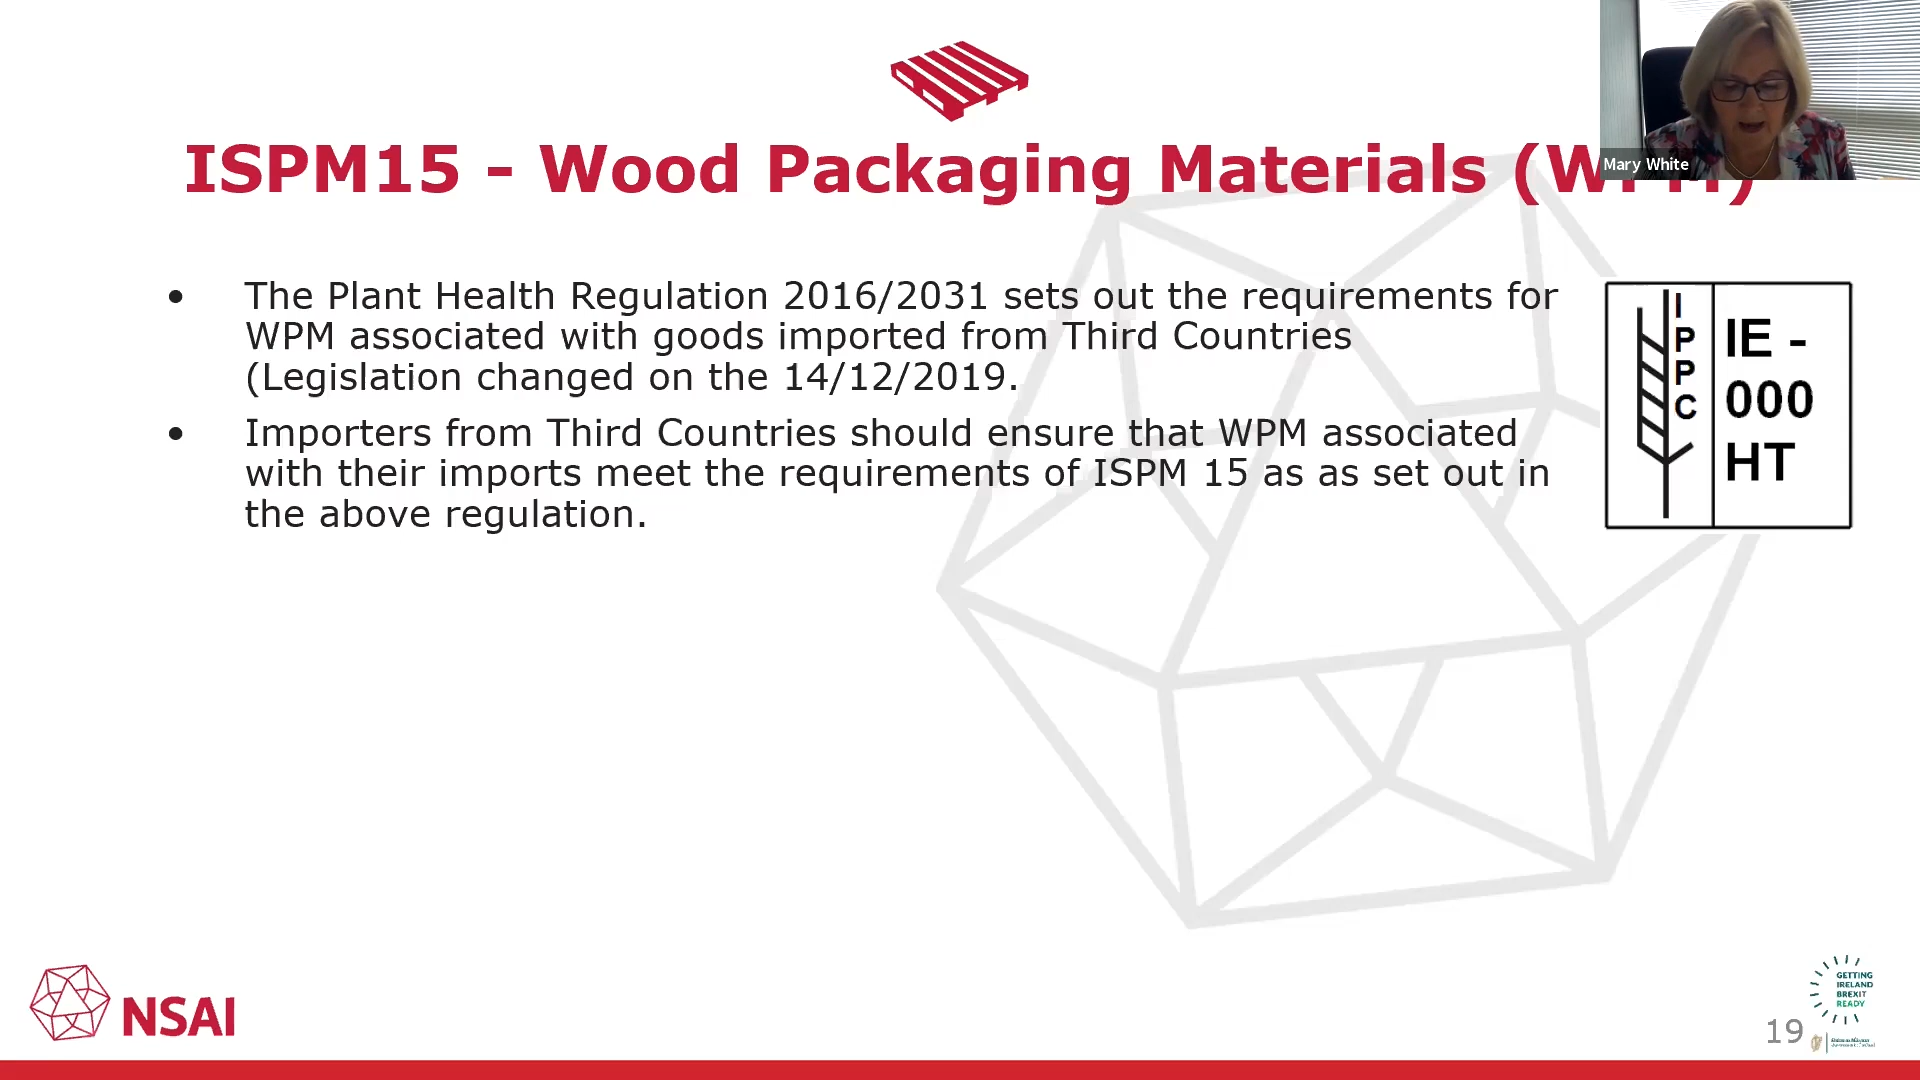 ISPM15 - Wood Packaging Materials (WPM)
Mary White
• The Plant Health Regulation 2016/2031 sets out the requirements for
WPM associated with goods imported from Third Countries
(Legislation changed on the 14/12/2019.
• Importers from Third Countries should ensure that WPM associated
with their imports meet the requirements of ISPM 15 as as set out in
the above regulation.
IPPC
IE -
000
HT
NSAI
GETTING
IRELAND
BREXIT
READY
19